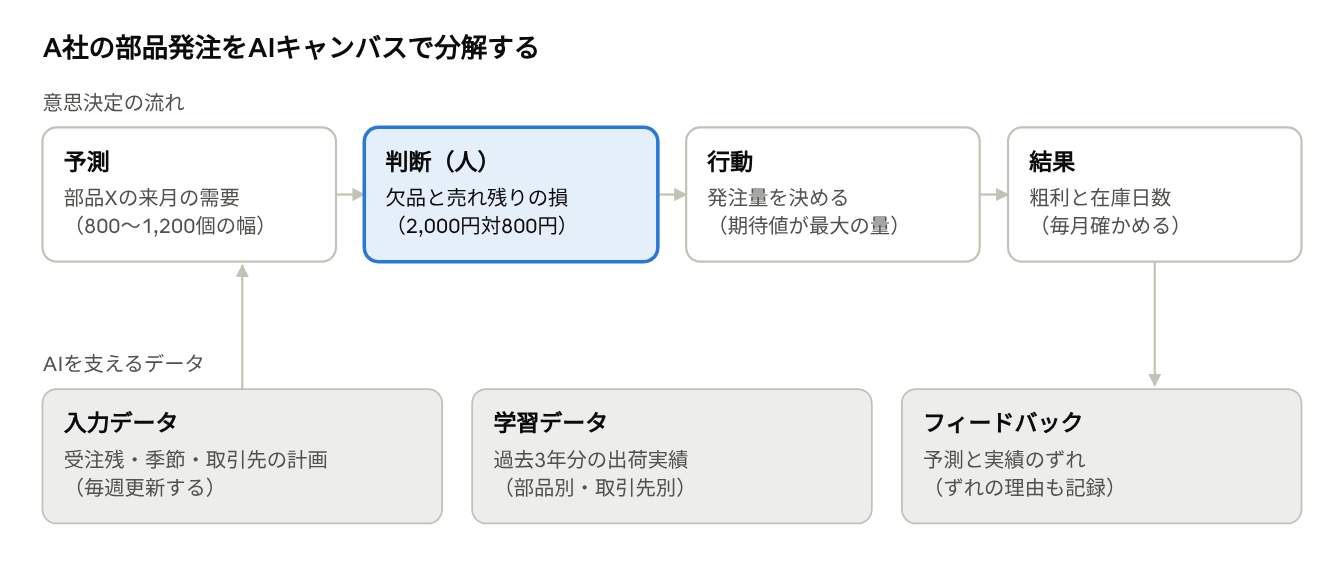 A社の部品発注をAIキャンバスで分解する
意思決定の流れ
予測
部品Xの来月の需要
（800〜1,200個の幅）
判断（人）
欠品と売れ残りの損
（2,000円対800円）
行動
発注量を決める
（期待値が最大の量）
結果
粗利と在庫日数
（毎月確かめる）
AIを支えるデータ
入力データ
受注残・季節・取引先の計画
（毎週更新する）
学習データ
過去3年分の出荷実績
（部品別・取引先別）
フィードバック
予測と実績のずれ
（ずれの理由も記録）